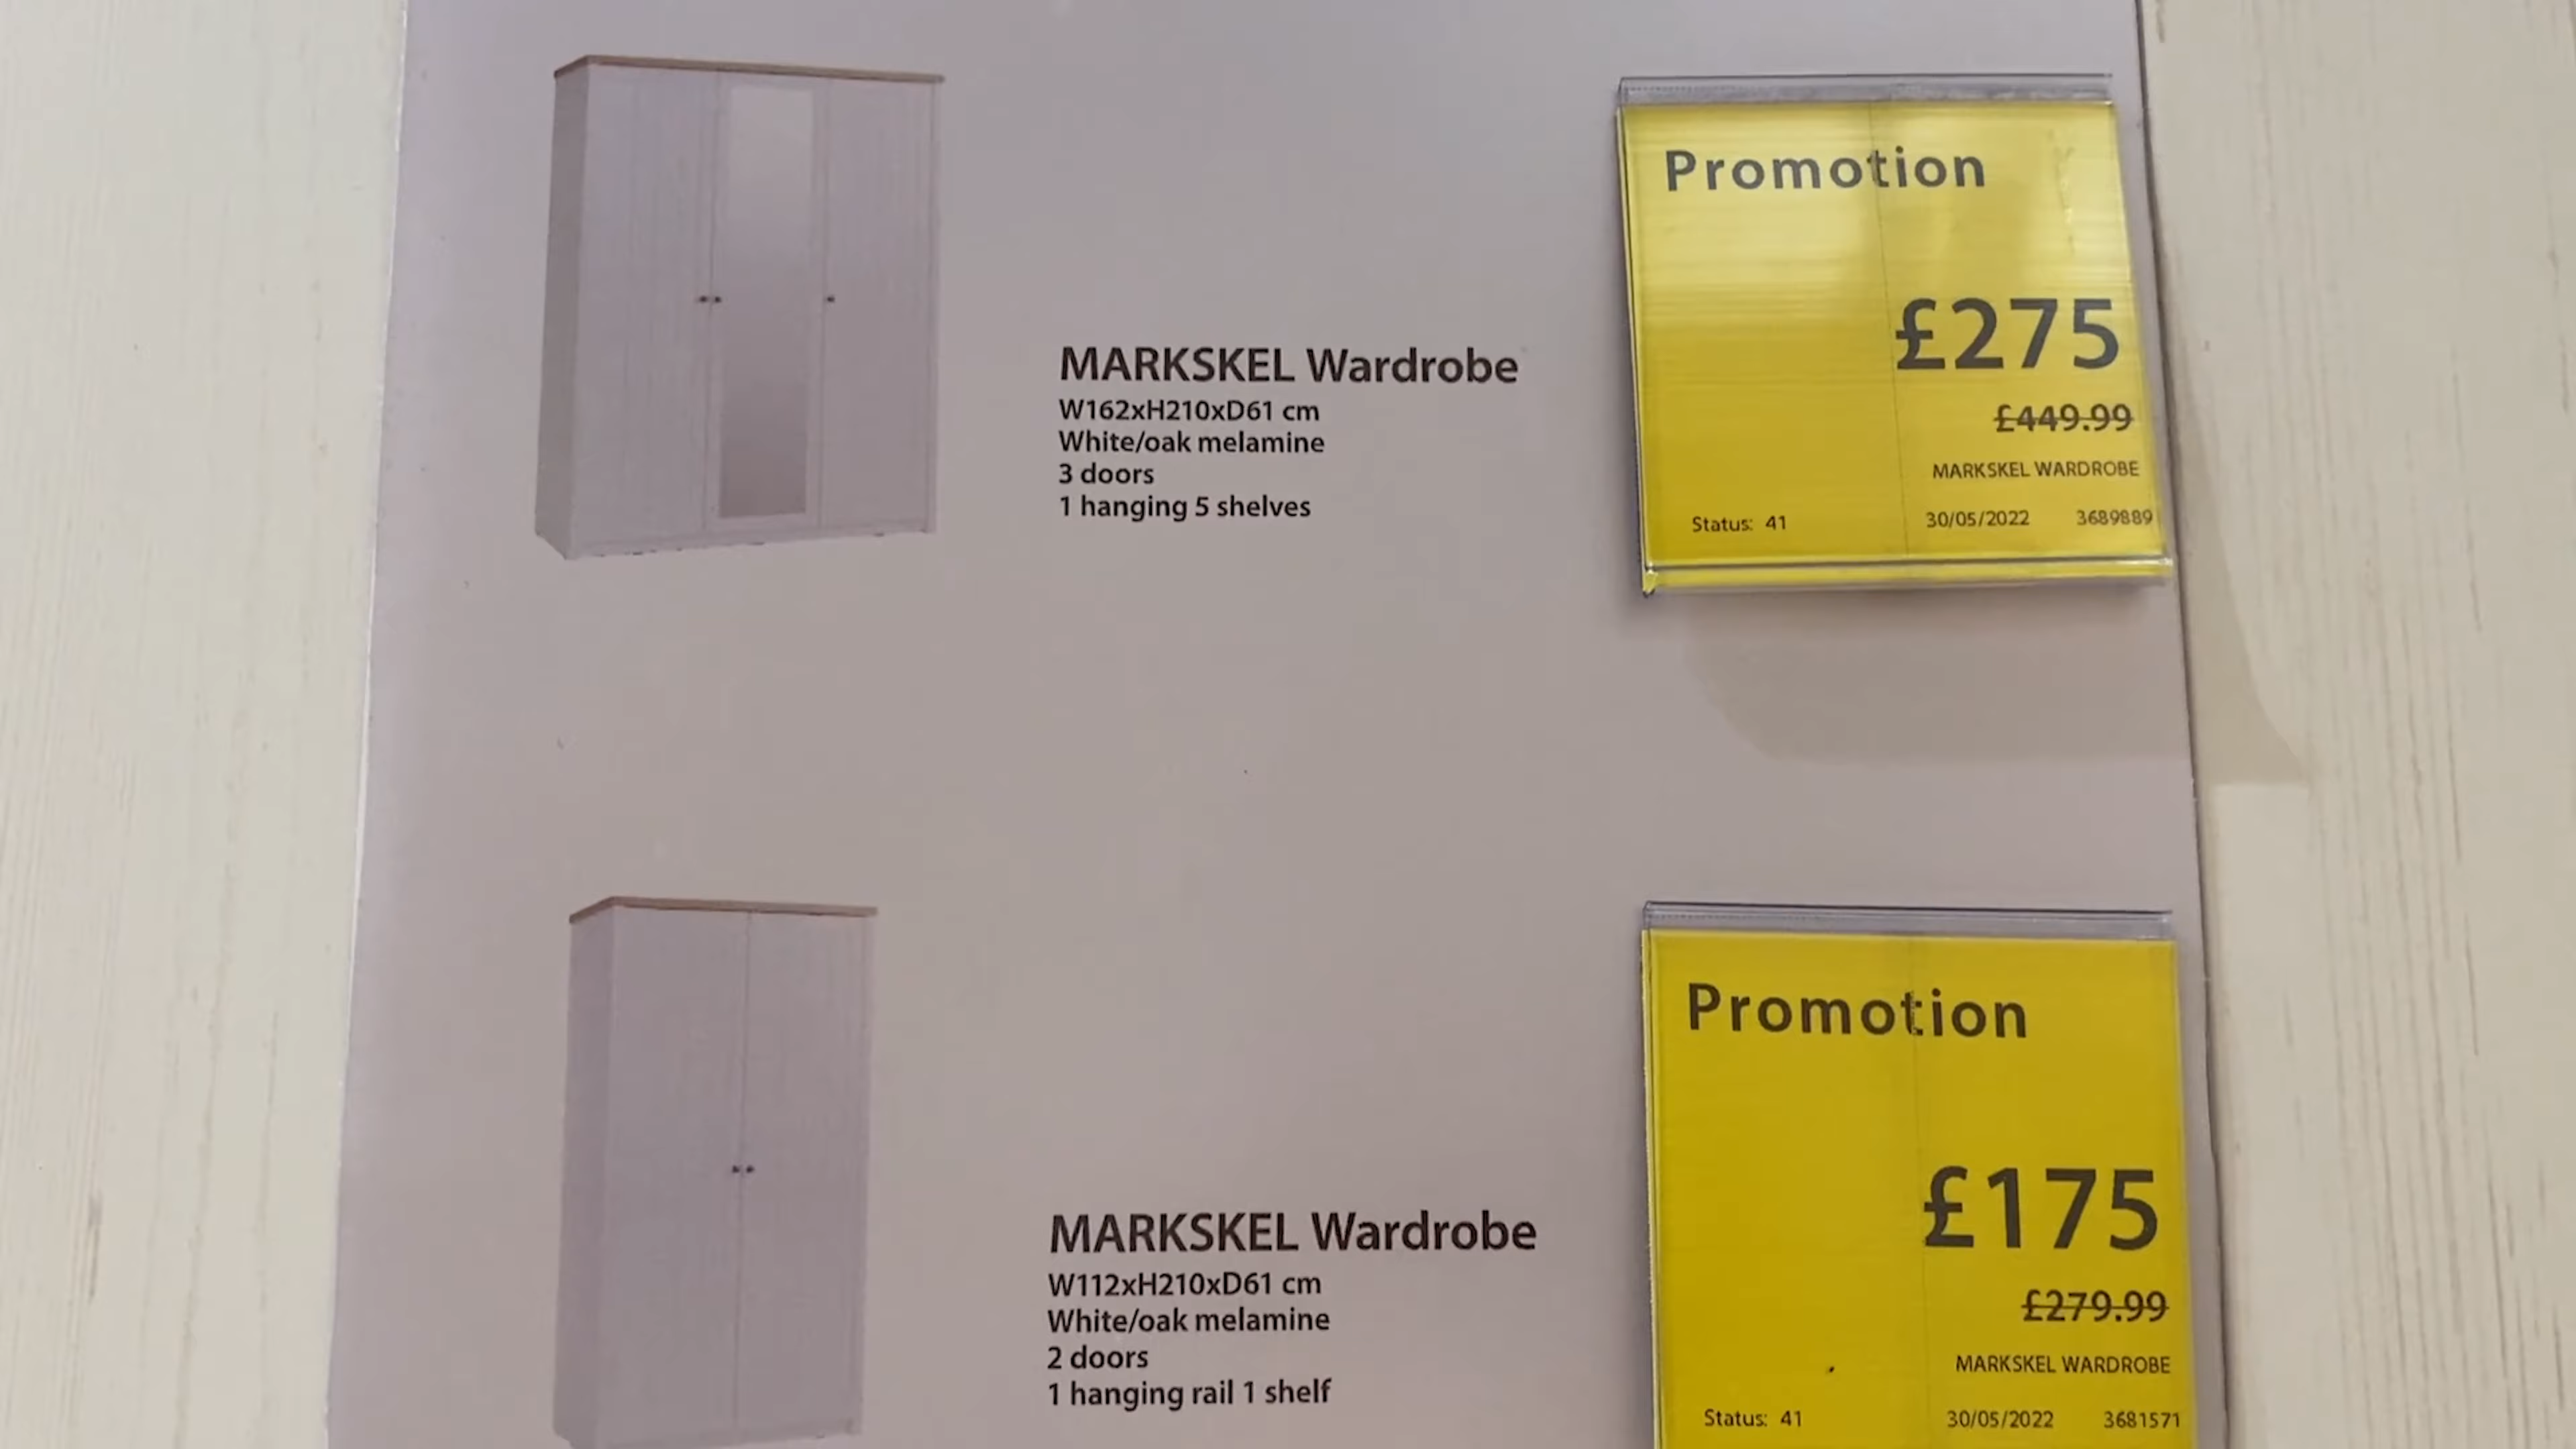 MARKSKEL Wardrobe
W162xH210xD61 cm
White/oak melamine
3 doors
1 hanging 5 shelves
Promotion
£275
£449.99
MARKSKEL WARDROBE
Status: 41 30/05/2022 3689889
MARKSKEL Wardrobe
W112xH210xD61 cm
White/oak melamine
2 doors
1 hanging rail 1 shelf
Promotion
£175
£279.99
MARKSKEL WARDROBE
Status: 41 30/05/2022 3681571